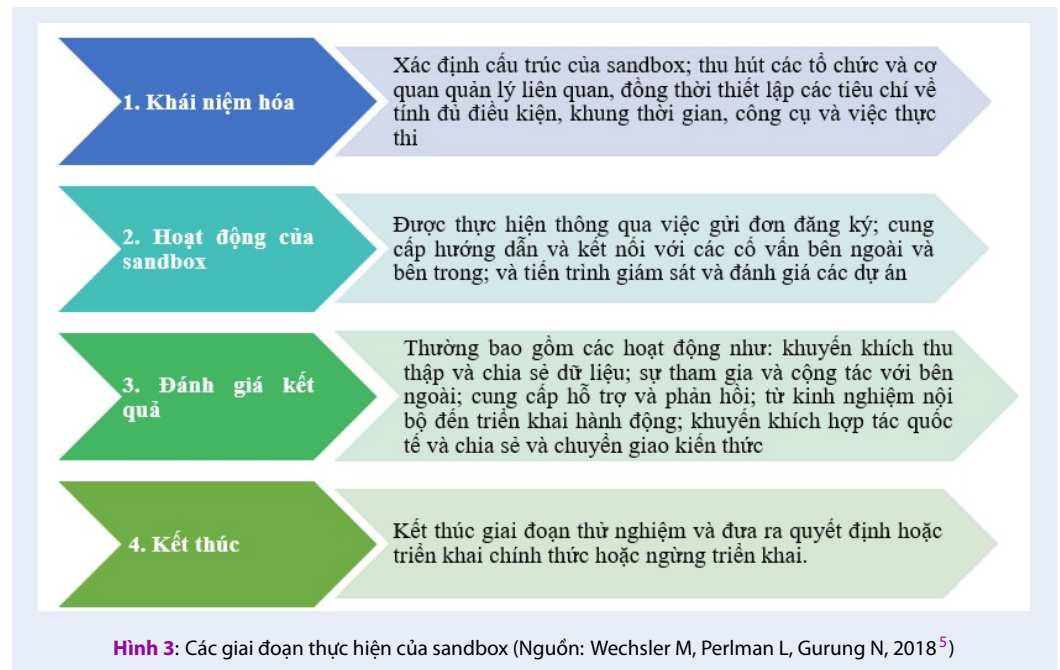 1. Khái niệm hóa
Xác định cấu trúc của sandbox; thu hút các tổ chức và cơ
quan quản lý liên quan, đồng thời thiết lập các tiêu chí về
tính đủ điều kiện, khung thời gian, công cụ và việc thực
thi
2. Hoạt động của
sandbox
Được thực hiện thông qua việc gửi đơn đăng ký; cung
cấp hướng dẫn và kết nối với các cố vấn bên ngoài và
bên trong; và tiến trình giám sát và đánh giá các dự án
3. Đánh giá kết
quả
Thường bao gồm các hoạt động như: khuyến khích thu
thập và chia sẻ dữ liệu; sự tham gia và cộng tác với bên
ngoài; cung cấp hỗ trợ và phản hồi; từ kinh nghiệm nội
bộ đến triển khai hành động; khuyến khích hợp tác quốc
tế và chia sẻ và chuyển giao kiến thức
4. Kết thúc
Kết thúc giai đoạn thử nghiệm và đưa ra quyết định hoặc
triển khai chính thức hoặc ngừng triển khai.
Hình 3: Các giai đoạn thực hiện của sandbox (Nguồn: Wechsler M, Perlman L, Gurung N, 2018⁵)